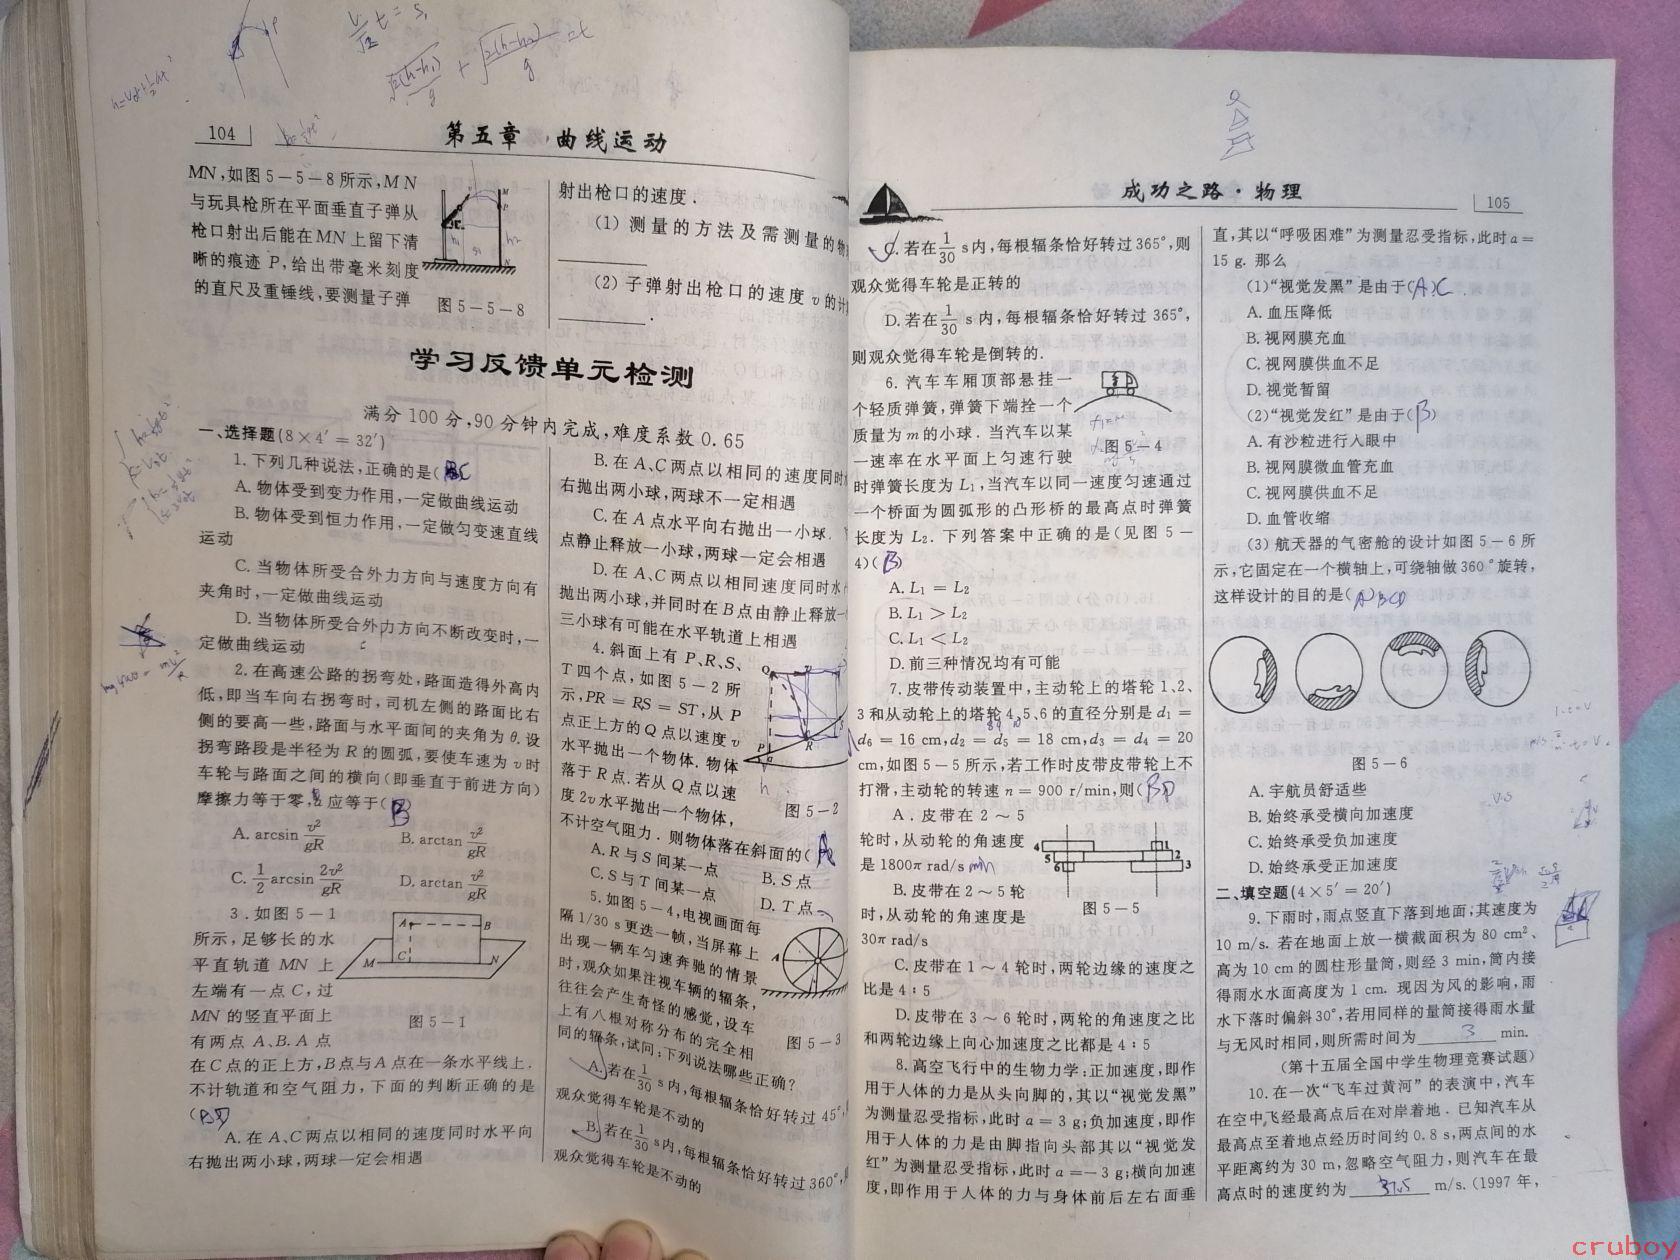 104
第五章 曲线运动
MN,如图5-5-8所示,MN
与玩具枪所在平面垂直子弹从
枪口射出后能在MN上留下清
晰的痕迹P,给出带毫米刻度
的直尺及重锤线,要测量子弹
图5-5-8
射出枪口的速度.
(1) 测量的方法及需测量的物
(2) 子弹射出枪口的速度v的计
.
学习反馈单元检测
满分100分,90分钟内完成,难度系数0.65
一、选择题(8×4′=32′)
1.下列几种说法,正确的是(BC
A.物体受到变力作用,一定做曲线运动
B.物体受到恒力作用,一定做匀变速直线
运动
C.当物体所受合外力方向与速度方向有
夹角时,一定做曲线运动
D.当物体所受合外力方向不断改变时,一
定做曲线运动
2.在高速公路的拐弯处,路面造得外高内
低,即当车向右拐弯时,司机左侧的路面比右
侧的要高一些,路面与水平面间的夹角为θ.设
拐弯路段是半径为R的圆弧,要使车速为v时
车轮与路面之间的横向(即垂直于前进方向)
摩擦力等于零,θ应等于(B
A. arcsin v²/gR
B. arctan v²/gR
C. 1/2 arcsin 2v²/gR
D. arctan v²/gR
3.如图5-1
所示,足够长的水
平直轨道MN上
左端有一点C,过
MN的竖直平面上
有两点A、B.A点
A
B
C
M
N
图5-1
在C点的正上方,B点与A点在一条水平线上.
不计轨道和空气阻力,下面的判断正确的是
(BD
A.在A、C两点以相同的速度同时水平向
右抛出两小球,两球一定会相遇
B.在A、C两点以相同的速度同时
右抛出两小球,两球不一定相遇
C.在A点水平向右抛出一小球.
点静止释放一小球,两球一定会相遇
D.在A、C两点以相同速度同时水
抛出两小球,并同时在B点由静止释放一
三小球有可能在水平轨道上相遇
4.斜面上有P、R、S、
T四个点,如图5-2所
示,PR=RS=ST,从P
点正上方的Q点以速度v
水平抛出一个物体.物体
落于R点.若从Q点以速
度2v水平抛出一个物体,
不计空气阻力.则物体落在斜面的(A
图5-2
A.R与S间某一点
B.S点
C.S与T间某一点
D.T点
5.如图5-4,电视画面每
隔1/30 s更迭一帧,当屏幕上
出现一辆车匀速奔驰的情景
时,观众如果注视车辆的辐条,
往往会产生奇怪的感觉,设车
上有八根对称分布的完全相
同的辐条,试问:下列说法哪些正确?
A
图5-3
A.若在1/30 s内,每根辐条恰好转过45°,
观众觉得车轮是不动的
B.若在1/30 s内,每根辐条恰好转过360°,
观众觉得车轮是不动的
成功之路·物理
105
C.若在1/30 s内,每根辐条恰好转过365°,则
观众觉得车轮是正转的
D.若在1/30 s内,每根辐条恰好转过365°,
则观众觉得车轮是倒转的.
6.汽车车厢顶部悬挂一
个轻质弹簧,弹簧下端拴一个
质量为m的小球.当汽车以某
一速率在水平面上匀速行驶
图5-4
时弹簧长度为L₁,当汽车以同一速度匀速通过
一个桥面为圆弧形的凸形桥的最高点时弹簧
长度为L₂.下列答案中正确的是(见图5-
4)(B)
A.L₁=L₂
B.L₁>L₂
C.L₁<L₂
D.前三种情况均有可能
7.皮带传动装置中,主动轮上的塔轮1、2、
3和从动轮上的塔轮4、5、6的直径分别是d₁=
d₆=16 cm,d₂=d₅=18 cm,d₃=d₄=20
cm,如图5-5所示,若工作时皮带皮带轮上不
打滑,主动轮的转速n=900 r/min,则(BD
A.皮带在2~5
轮时,从动轮的角速度
是1800π rad/s min
B.皮带在2~5轮
时,从动轮的角速度是
30π rad/s
4
5
6
1
2
3
图5-5
C.皮带在1~4轮时,两轮边缘的速度之
比是4:5
D.皮带在3~6轮时,两轮的角速度之比
和两轮边缘上向心加速度之比都是4:5
8.高空飞行中的生物力学:正加速度,即作
用于人体的力是从头向脚的,其以“视觉发黑”
为测量忍受指标,此时a=3 g;负加速度,即作
用于人体的力是由脚指向头部其以“视觉发
红”为测量忍受指标,此时a=-3 g;横向加速
度,即作用于人体的力与身体前后左右面垂
直,其以“呼吸困难”为测量忍受指标,此时a=
15 g.那么
(1)“视觉发黑”是由于(A)C
A.血压降低
B.视网膜充血
C.视网膜供血不足
D.视觉暂留
(2)“视觉发红”是由于(B)
A.有沙粒进行入眼中
B.视网膜微血管充血
C.视网膜供血不足
D.血管收缩
(3)航天器的气密舱的设计如图5-6所
示,它固定在一个横轴上,可绕轴做360°旋转,
这样设计的目的是(A)BCD
图5-6
A.宇航员舒适些
B.始终承受横向加速度
C.始终承受负加速度
D.始终承受正加速度
二、填空题(4×5′=20′)
9.下雨时,雨点竖直下落到地面,其速度为
10 m/s.若在地面上放一横截面积为80 cm²、
高为10 cm的圆柱形量筒,则经3 min,筒内接
得雨水水面高度为1 cm.现因为风的影响,雨
水下落时偏斜30°,若用同样的量筒接得雨水量
与无风时相同,则所需时间为 3 min.
(第十五届全国中学生物理竞赛试题)
10.在一次“飞车过黄河”的表演中,汽车
在空中飞经最高点后在对岸着地.已知汽车从
最高点至着地点经历时间约0.8 s,两点间的水
平距离约为30 m,忽略空气阻力,则汽车在最
高点时的速度约为 37.5 m/s.(1997年,
cruboy